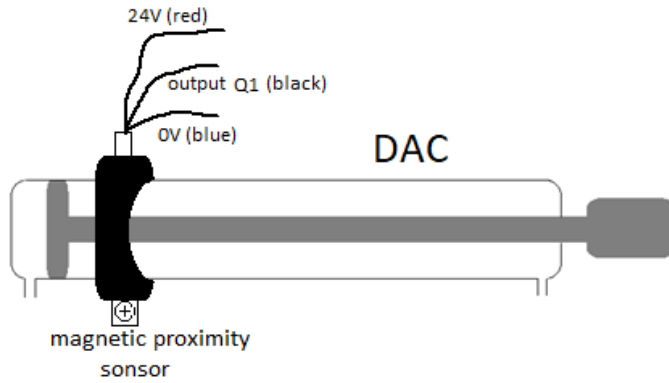 24V (red)
output Q1 (black)
0V (blue)
DAC
magnetic proximity
sonsor